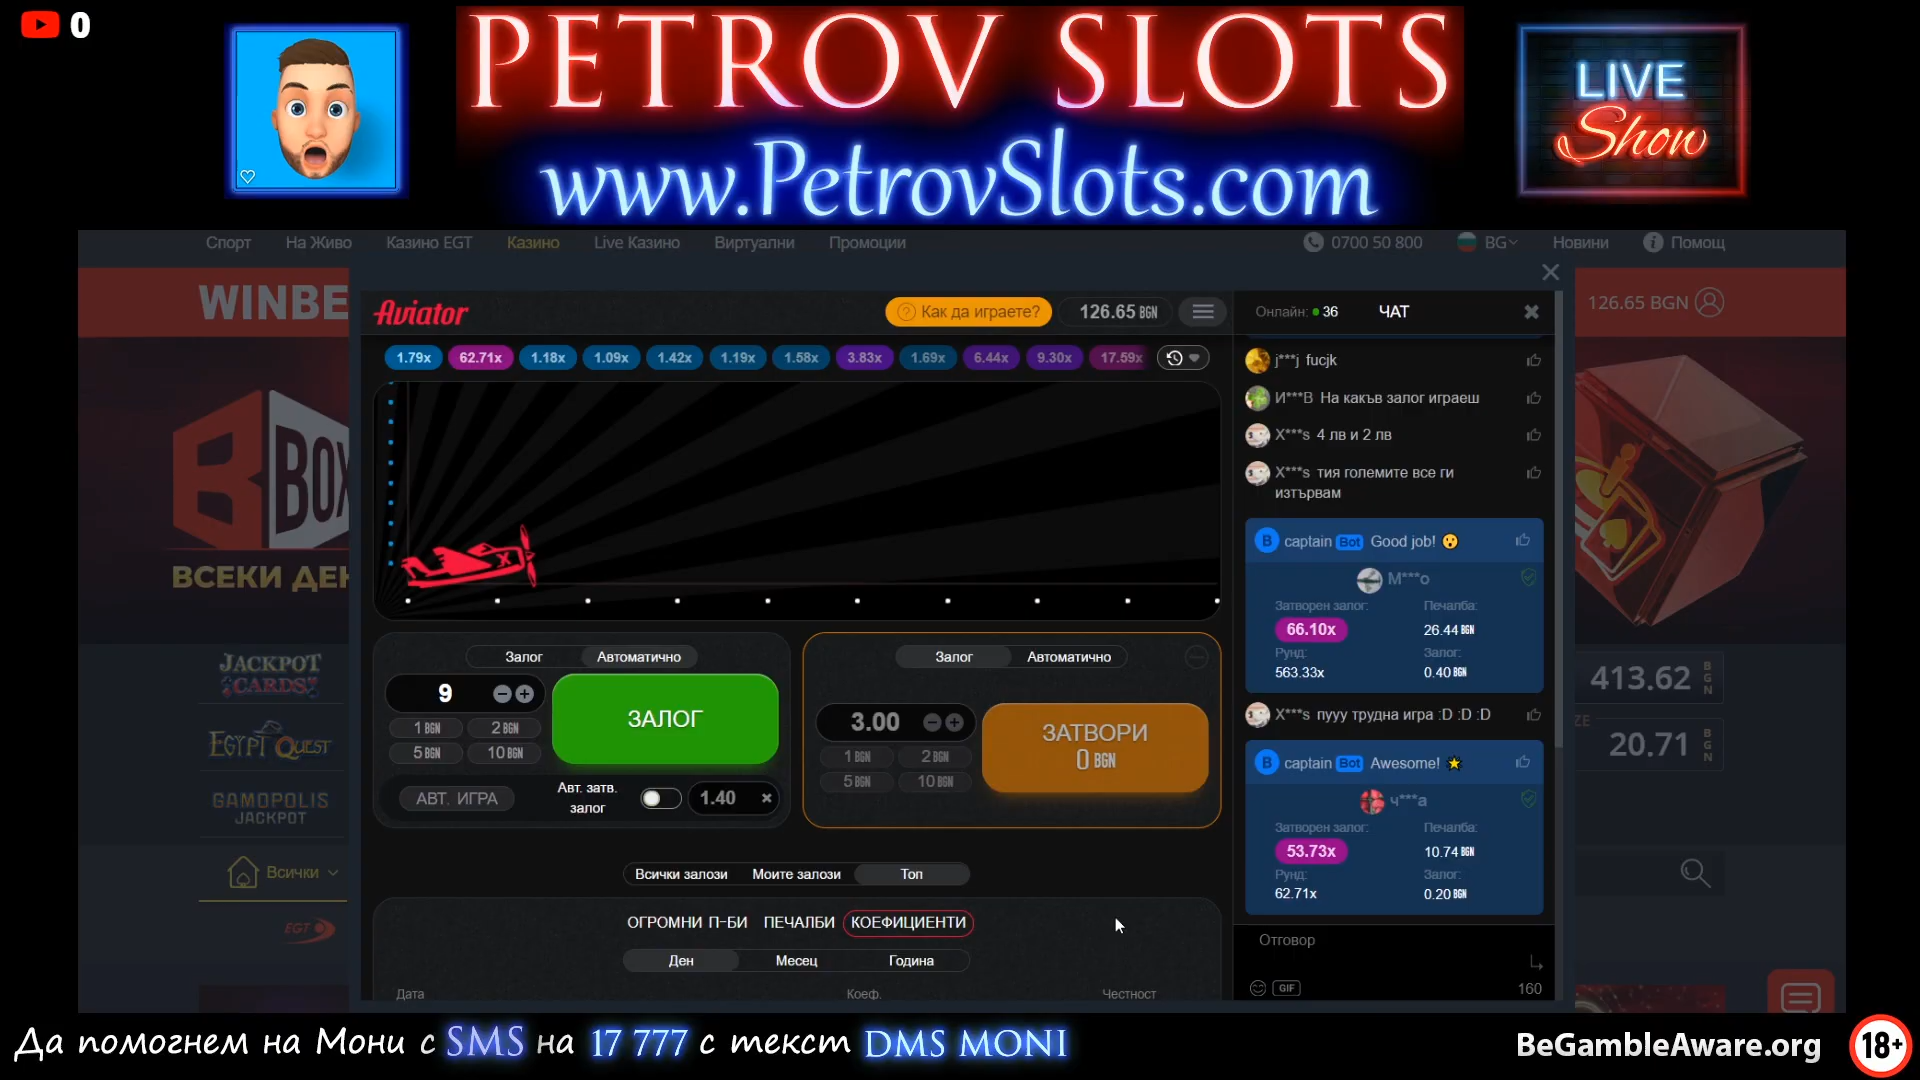 0
PETROV SLOTS
www.PetrovSlots.com
LIVE
Show
Спорт На Живо Казино EGT Казино Live Казино Виртуални Промоции 0700 50 800 BG Новини Помощ
WINBE
126.65 BGN
Aviator
Как да играете?
126.65 BGN
Онлайн: 36 ЧАТ
1.79x 62.71x 1.18x 1.09x 1.42x 1.19x 1.58x 3.83x 1.69x 6.44x 9.30x 17.59x
j***j fucjk
И***В На какъв залог играеш
X***s 4 лв и 2 лв
X***s тия големите все ги
изтървам
B captain Bot Good job!
М***о
Затворен залог: Печалба:
66.10x 26.44 BGN
Рунд: Залог:
563.33x 0.40 BGN
X***s пууу трудна игра :D :D :D
B captain Bot Awesome!
ч***а
Затворен залог: Печалба:
53.73x 10.74 BGN
Рунд: Залог:
62.71x 0.20 BGN
Отговор
GIF 160
X
Залог Автоматично
9
1 BGN 2 BGN
5 BGN 10 BGN
ЗАЛОГ
АВТ. ИГРА
Авт. затв.
залог
1.40
Залог Автоматично
3.00
1 BGN 2 BGN
5 BGN 10 BGN
ЗАТВОРИ
0 BGN
Всички залози Моите залози Топ
ОГРОМНИ П-БИ ПЕЧАЛБИ КОЕФИЦИЕНТИ
Ден Месец Година
Дата Коеф. Честност
B BOX
ВСЕКИ ДЕН
JACKPOT
CARDS
EGYPT QUEST
GAMOPOLIS
JACKPOT
Всички
EGT
413.62 BGN
ZE
20.71 BGN
Да помогнем на Мони с SMS на 17 777 с текст DMS MONI
BeGambleAware.org
18+